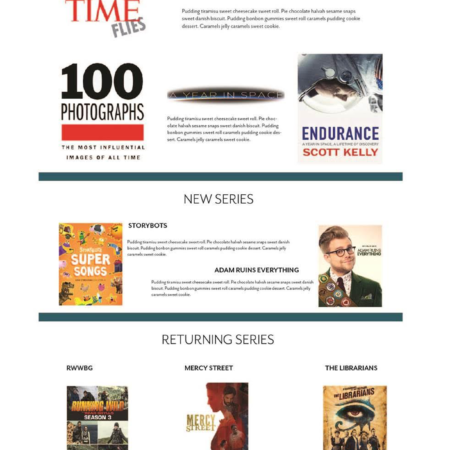 TIME
FLIES
Pudding tiramisu sweet cheesecake sweet roll. Pie chocolate halvah sesame snaps
sweet danish biscuit. Pudding bonbon gummies sweet roll caramels pudding cookie
dessert. Caramels jelly caramels sweet cookie.
100
PHOTOGRAPHS
THE MOST INFLUENTIAL
IMAGES OF ALL TIME
A YEAR IN SPACE
Pudding tiramisu sweet cheesecake sweet roll. Pie choc-
olate halvah sesame snaps sweet danish biscuit. Pudding
bonbon gummies sweet roll caramels pudding cookie des-
sert. Caramels jelly caramels sweet cookie.
ENDURANCE
A YEAR IN SPACE, A LIFETIME OF DISCOVERY
SCOTT KELLY
NEW SERIES
STORYBOTS
Pudding tiramisu sweet cheesecake sweet roll. Pie chocolate halvah sesame snaps sweet danish
biscuit. Pudding bonbon gummies sweet roll caramels pudding cookie dessert. Caramels jelly
caramels sweet cookie.
StoryBots
SUPER
SONGS
ADAM RUINS EVERYTHING
Pudding tiramisu sweet cheesecake sweet roll. Pie chocolate halvah sesame snaps sweet danish
biscuit. Pudding bonbon gummies sweet roll caramels pudding cookie dessert. Caramels jelly
caramels sweet cookie.
ADAM RUINS
EVERYTHING
RETURNING SERIES
RWWBG
MERCY STREET
THE LIBRARIANS
RUNNING WILD
SEASON 3
MERCY
STREET
THE
LIBRARIANS